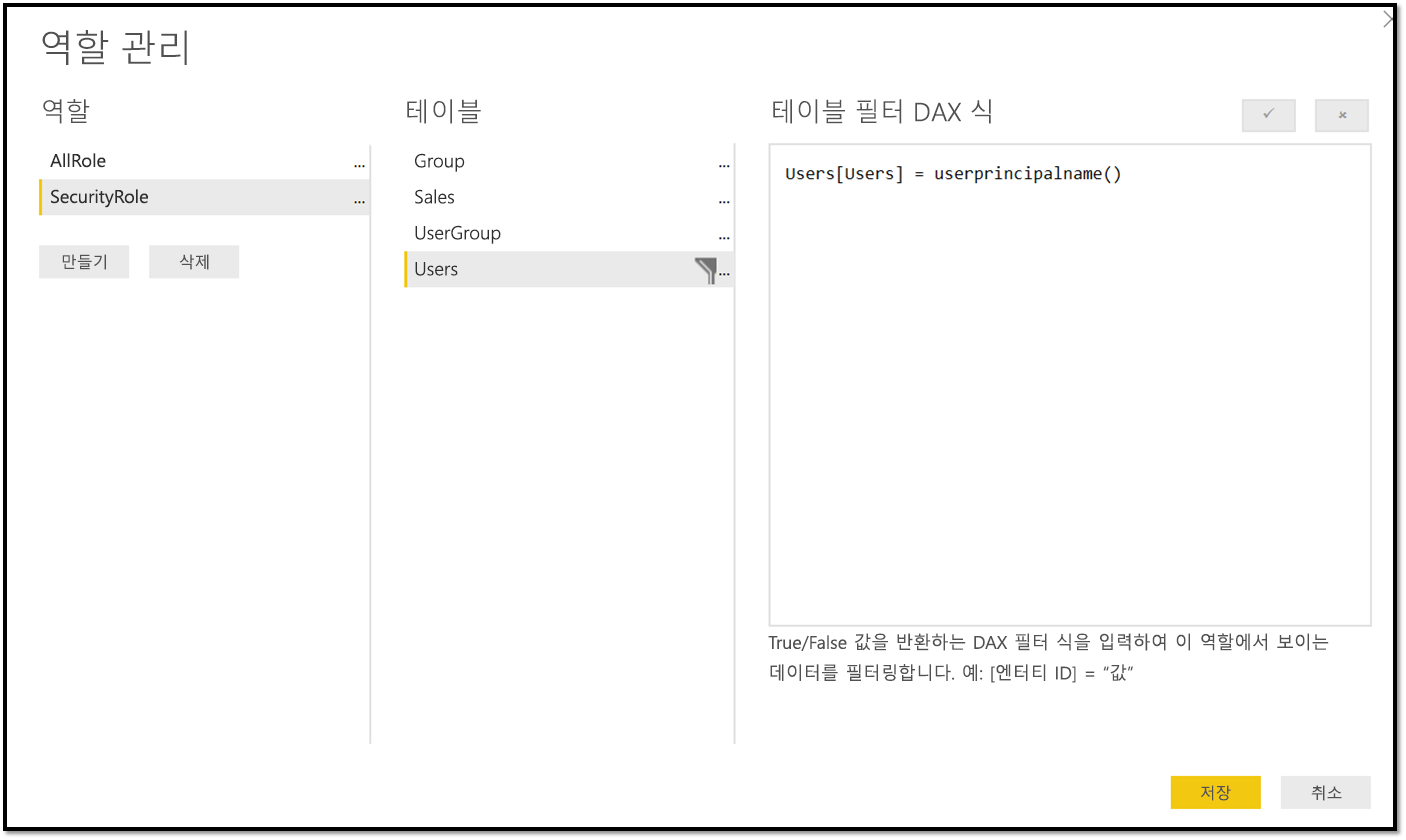 역할 관리
역할
AllRole ...
SecurityRole ...
만들기 삭제
테이블
Group ...
Sales ...
UserGroup ...
Users ...
테이블 필터 DAX 식
Users[Users] = userprincipalname()
True/False 값을 반환하는 DAX 필터 식을 입력하여 이 역할에서 보이는
데이터를 필터링합니다. 예: [엔터티 ID] = “값”
저장 취소